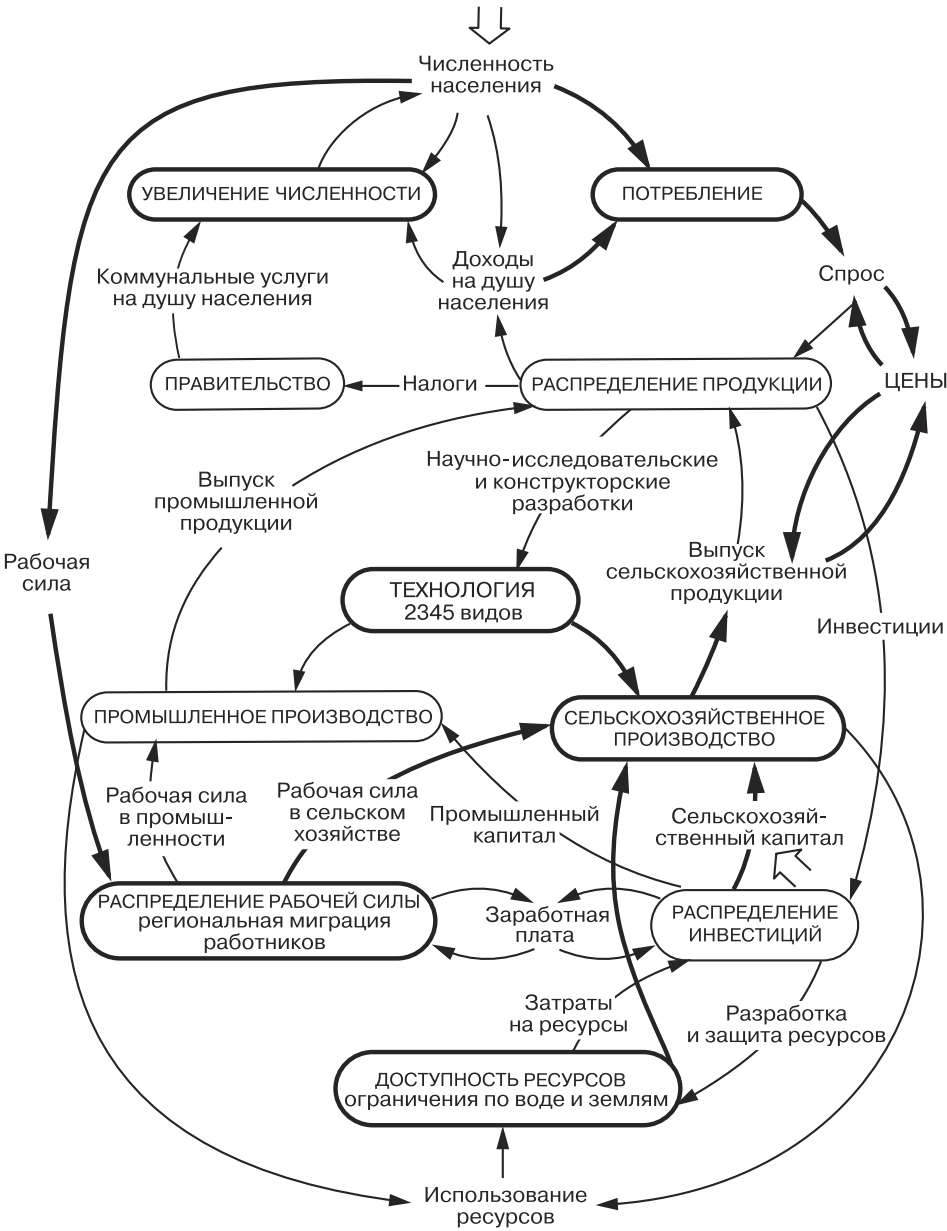 Численность
населения
УВЕЛИЧЕНИЕ ЧИСЛЕННОСТИ
ПОТРЕБЛЕНИЕ
Коммунальные услуги
на душу населения
Доходы
на душу
населения
Спрос
ПРАВИТЕЛЬСТВО
Налоги
РАСПРЕДЕЛЕНИЕ ПРОДУКЦИИ
ЦЕНЫ
Выпуск
промышленной
продукции
Научно-исследовательские
и конструкторские
разработки
Рабочая
сила
ТЕХНОЛОГИЯ
2345 видов
Выпуск
сельскохозяйственной
продукции
Инвестиции
ПРОМЫШЛЕННОЕ ПРОИЗВОДСТВО
СЕЛЬСКОХОЗЯЙСТВЕННОЕ
ПРОИЗВОДСТВО
Рабочая сила
в промыш-
ленности
Рабочая сила
в сельском
хозяйстве
Промышленный
капитал
Сельскохозяй-
ственный капитал
РАСПРЕДЕЛЕНИЕ РАБОЧЕЙ СИЛЫ
региональная миграция
работников
Заработная
плата
РАСПРЕДЕЛЕНИЕ
ИНВЕСТИЦИЙ
Затраты
на ресурсы
Разработка
и защита ресурсов
ДОСТУПНОСТЬ РЕСУРСОВ
ограничения по воде и землям
Использование
ресурсов